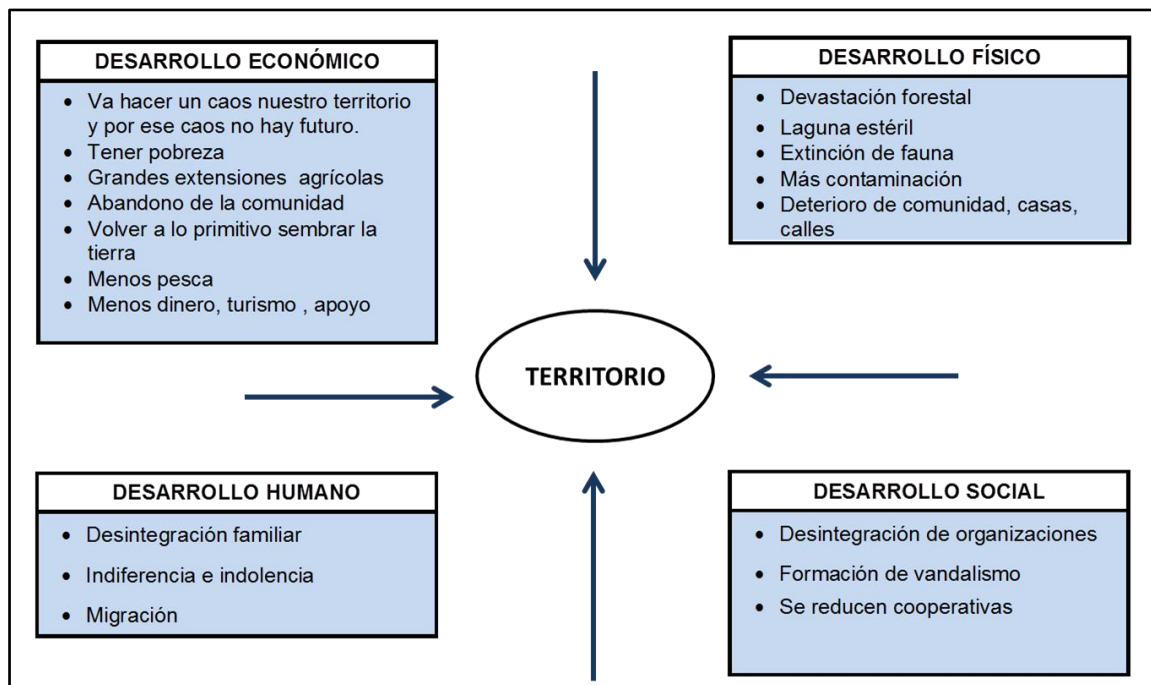 DESARROLLO ECONÓMICO
• Va hacer un caos nuestro territorio
y por ese caos no hay futuro.
• Tener pobreza
• Grandes extensiones agrícolas
• Abandono de la comunidad
• Volver a lo primitivo sembrar la
tierra
• Menos pesca
• Menos dinero, turismo , apoyo
DESARROLLO FÍSICO
• Devastación forestal
• Laguna estéril
• Extinción de fauna
• Más contaminación
• Deterioro de comunidad, casas,
calles
TERRITORIO
DESARROLLO HUMANO
• Desintegración familiar
• Indiferencia e indolencia
• Migración
DESARROLLO SOCIAL
• Desintegración de organizaciones
• Formación de vandalismo
• Se reducen cooperativas